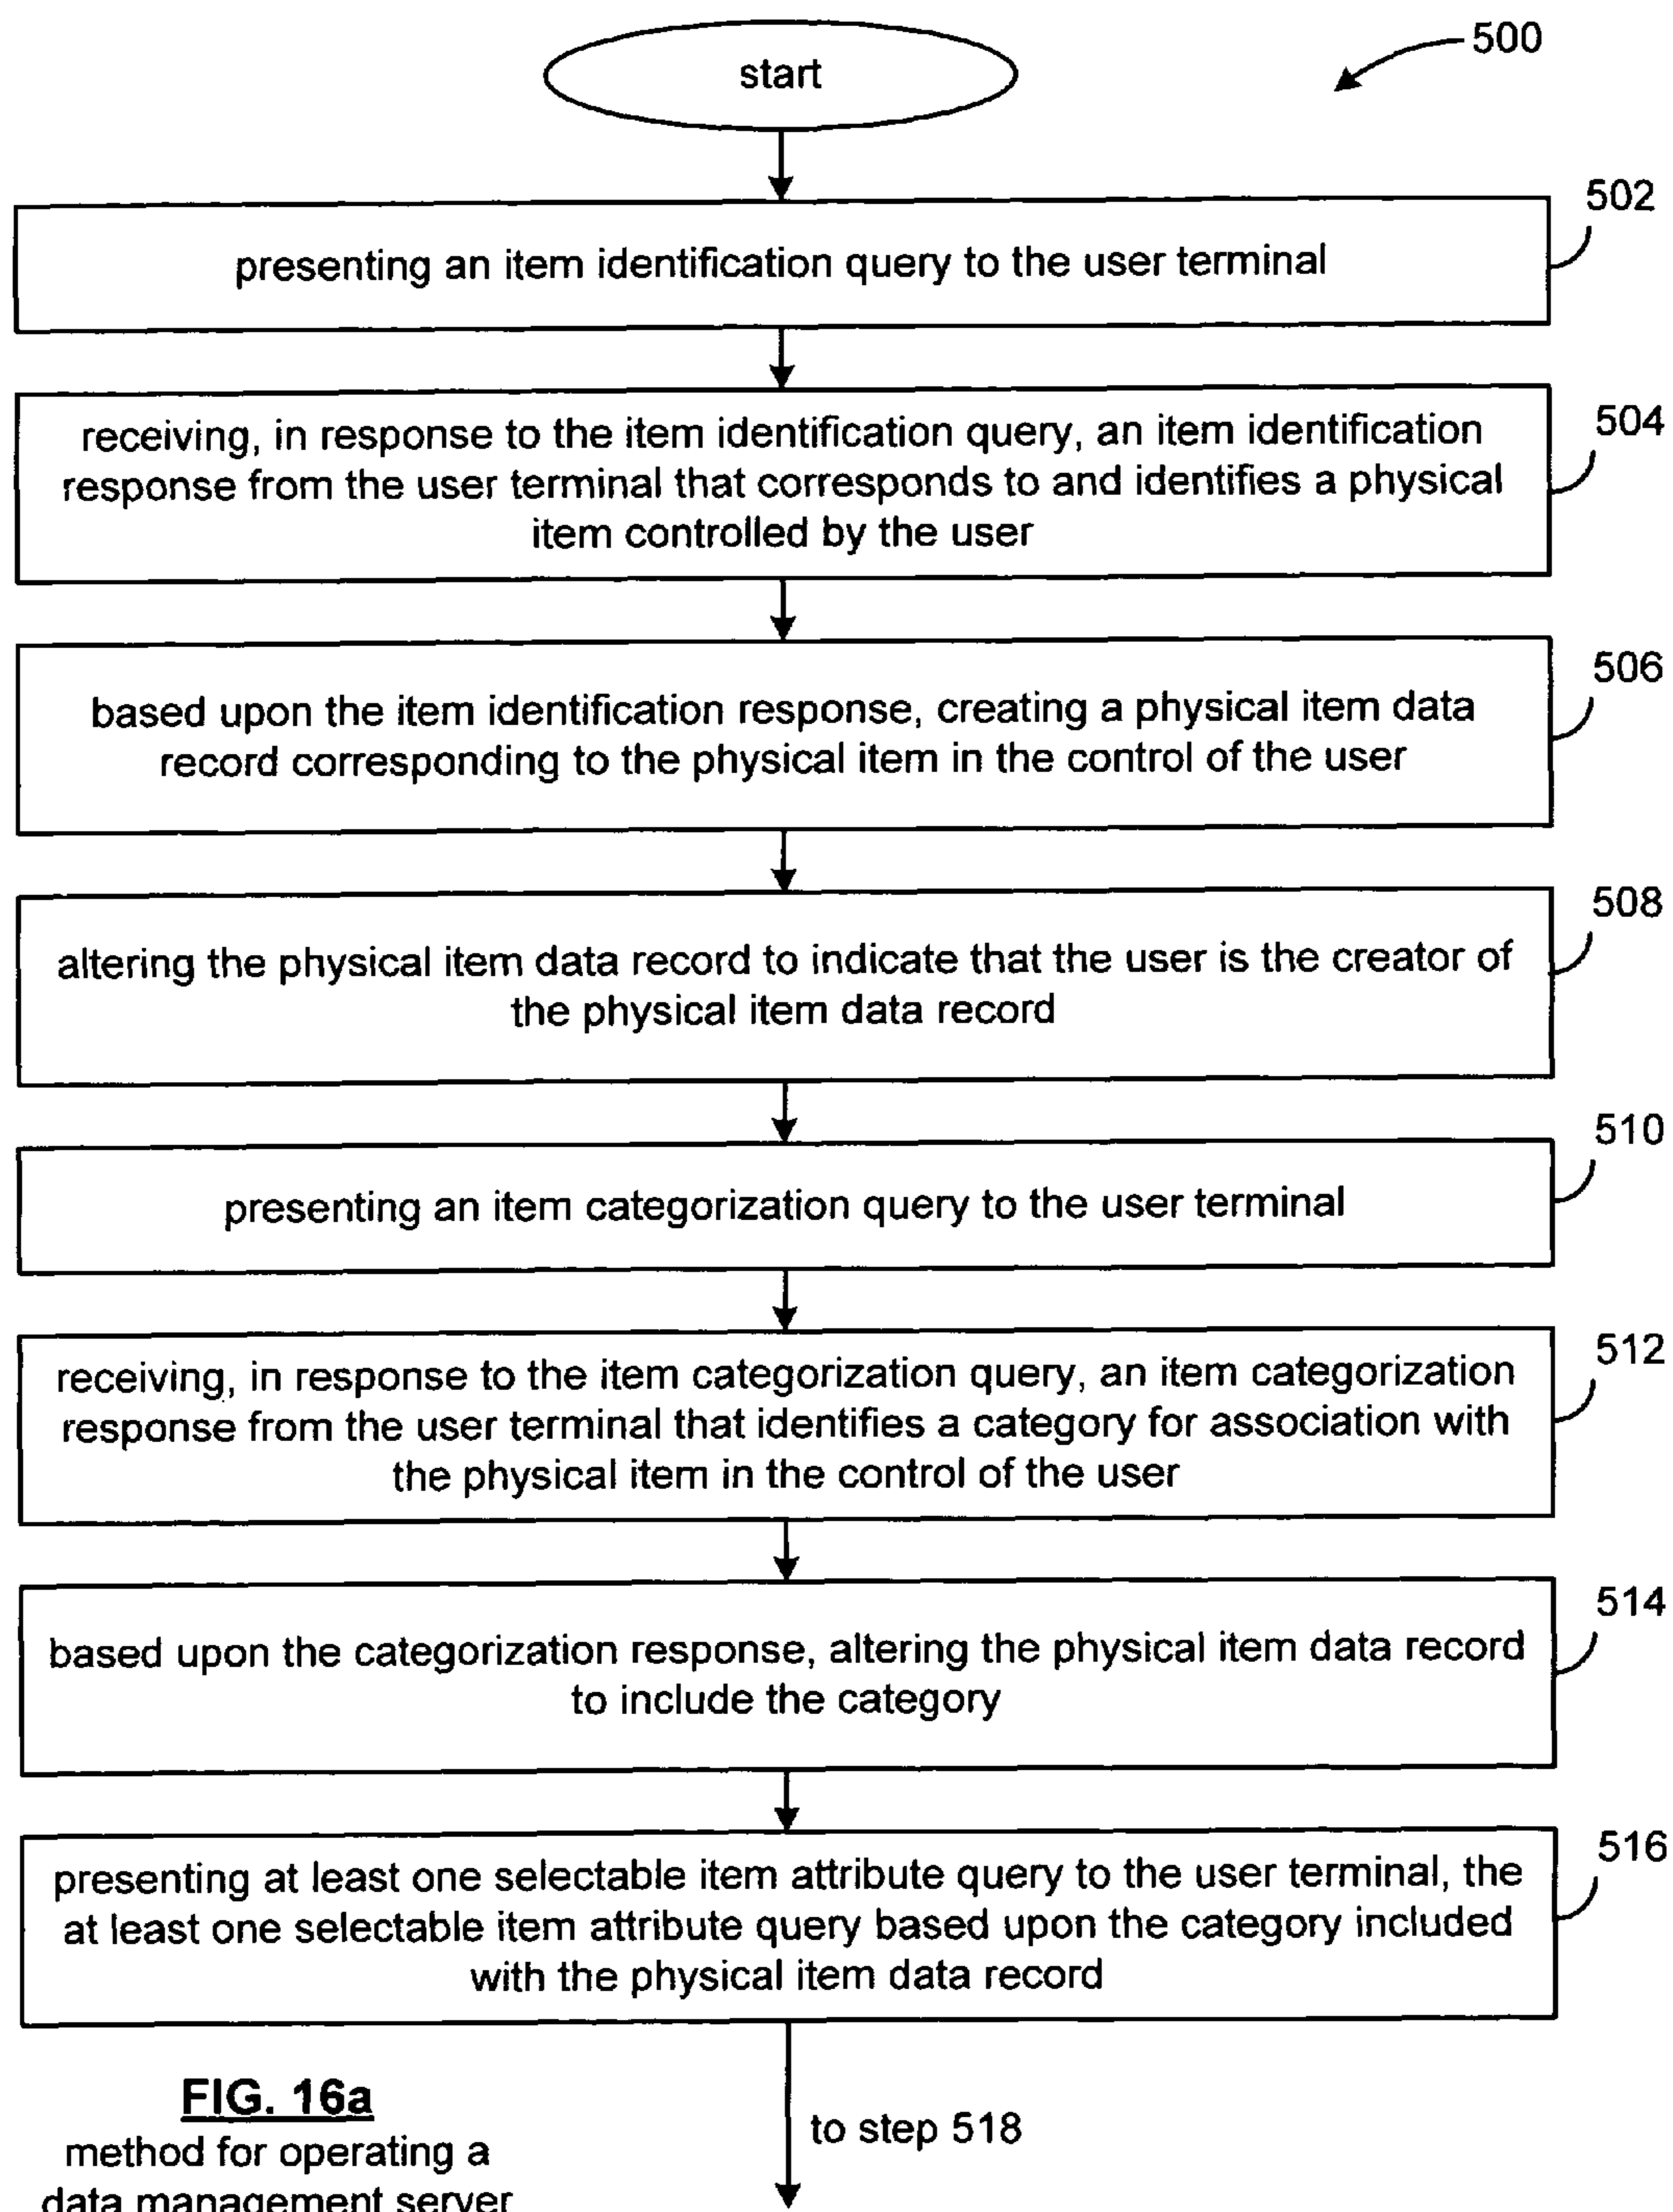 start
500
502
presenting an item identification query to the user terminal
504
receiving, in response to the item identification query, an item identification
response from the user terminal that corresponds to and identifies a physical
item controlled by the user
506
based upon the item identification response, creating a physical item data
record corresponding to the physical item in the control of the user
508
altering the physical item data record to indicate that the user is the creator of
the physical item data record
510
presenting an item categorization query to the user terminal
512
receiving, in response to the item categorization query, an item categorization
response from the user terminal that identifies a category for association with
the physical item in the control of the user
514
based upon the categorization response, altering the physical item data record
to include the category
516
presenting at least one selectable item attribute query to the user terminal, the
at least one selectable item attribute query based upon the category included
with the physical item data record
to step 518
FIG. 16a
method for operating a
data management server